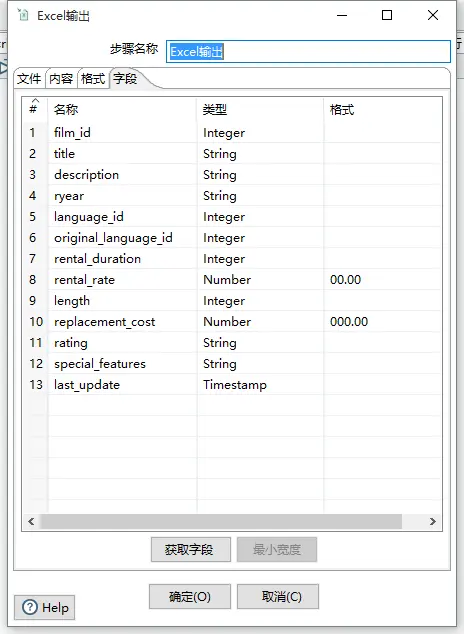 Excel输出
步骤名称 Excel输出
文件 内容 格式 字段
# 名称 类型 格式
1 film_id Integer
2 title String
3 description String
4 ryear String
5 language_id Integer
6 original_language_id Integer
7 rental_duration Integer
8 rental_rate Number 00.00
9 length Integer
10 replacement_cost Number 000.00
11 rating String
12 special_features String
13 last_update Timestamp
获取字段 最小宽度
确定(O) 取消(C)
Help